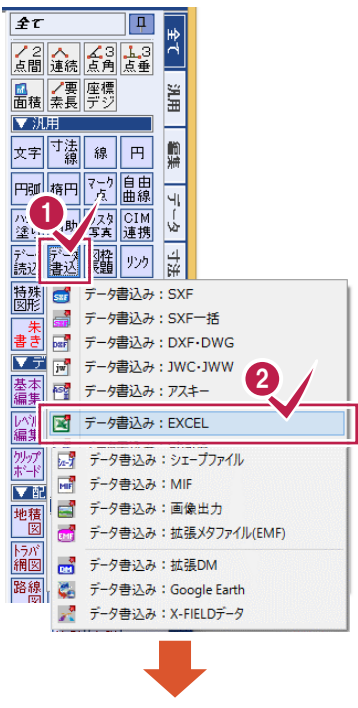 全て
全て
2点間
連続
3点角
3点垂
面積
要素長
座標デジ
▼汎用
汎用
文字
寸法線
線
円
編集
円弧
楕円
マーク点
自由曲線
データ
CIM連携
1
データ読込
データ書込
図枠表題
リンク
寸法
特殊図形
データ書込み：SXF
データ書込み：SXF一括
朱書き
データ書込み：DXF・DWG
データ書込み：JWC・JWW
基本編集
データ書込み：アスキー
2
レベル編集
データ書込み：EXCEL
クリップボード
データ書込み：シェープファイル
データ書込み：MIF
地積図
データ書込み：画像出力
データ書込み：拡張メタファイル(EMF)
トラバ網図
データ書込み：拡張DM
路線図
データ書込み：Google Earth
データ書込み：X-FIELDデータ